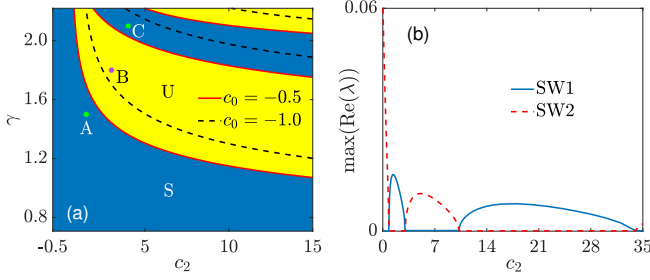 2.0
1.6
1.2
0.8
γ
-0.5
5
10
15
c₂
(a)
A
B
C
U
S
c₀ = −0.5
c₀ = −1.0
(b)
0.06
0
max(Re(λ))
SW1
SW2
0
7
14
21
28
35
c₂